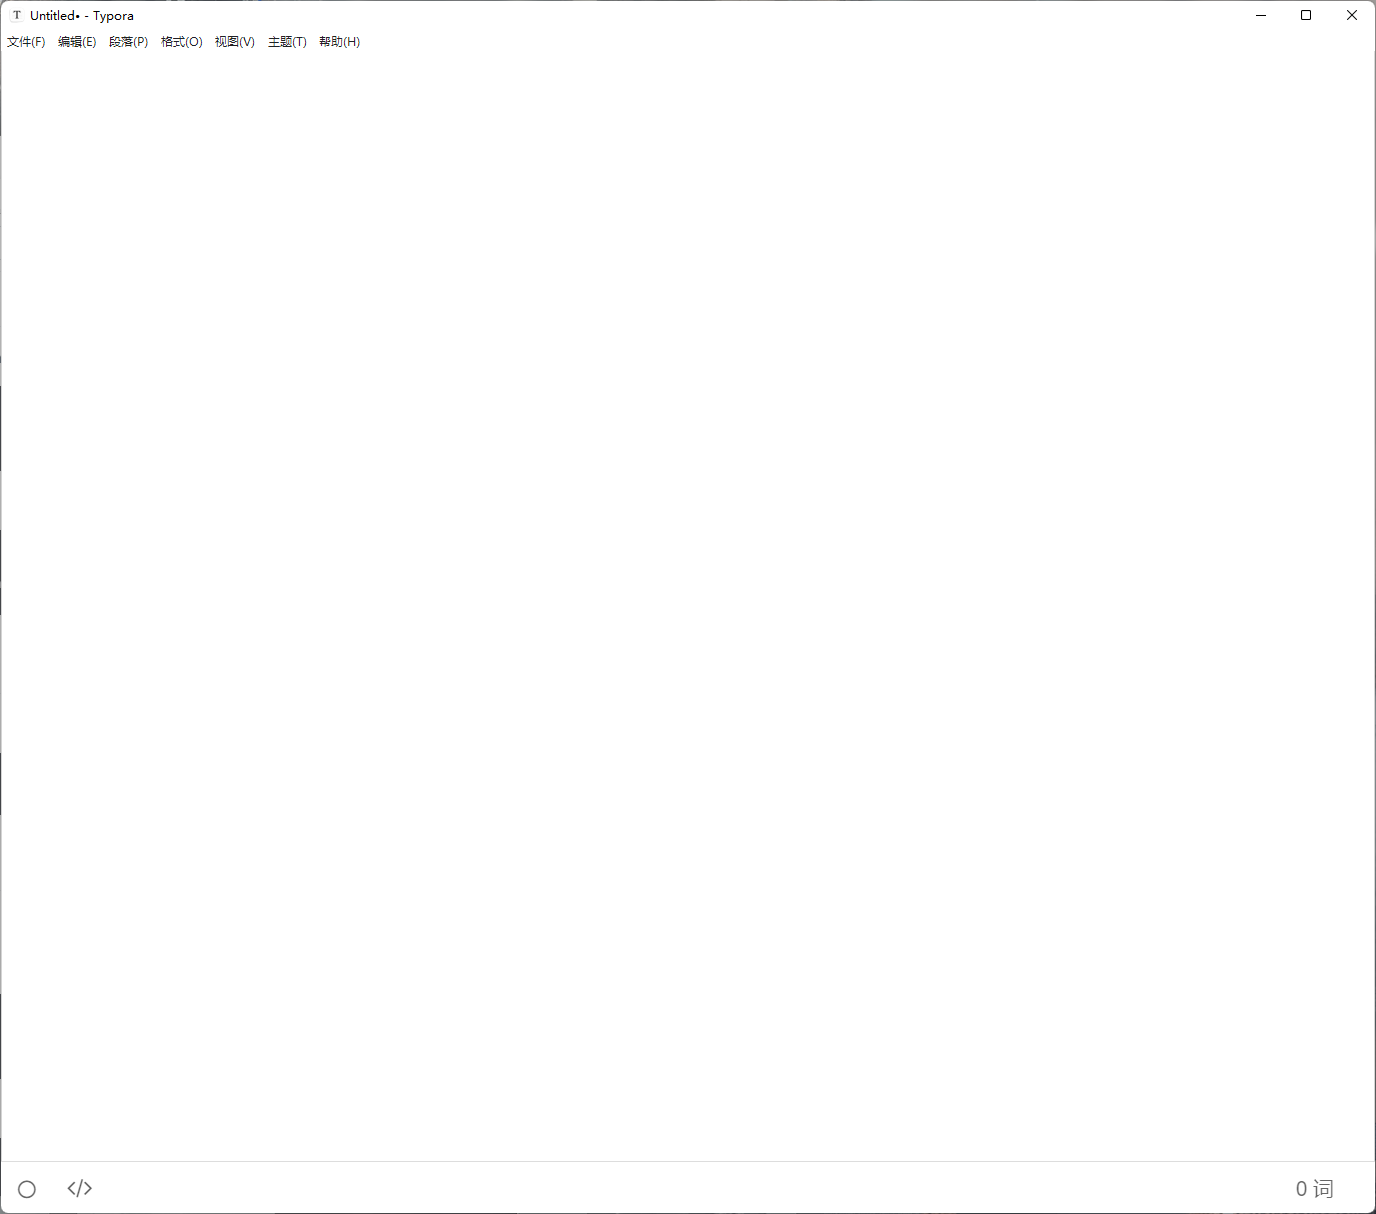 T Untitled• - Typora
文件(F) 编辑(E) 段落(P) 格式(O) 视图(V) 主题(T) 帮助(H)
</> 0 词